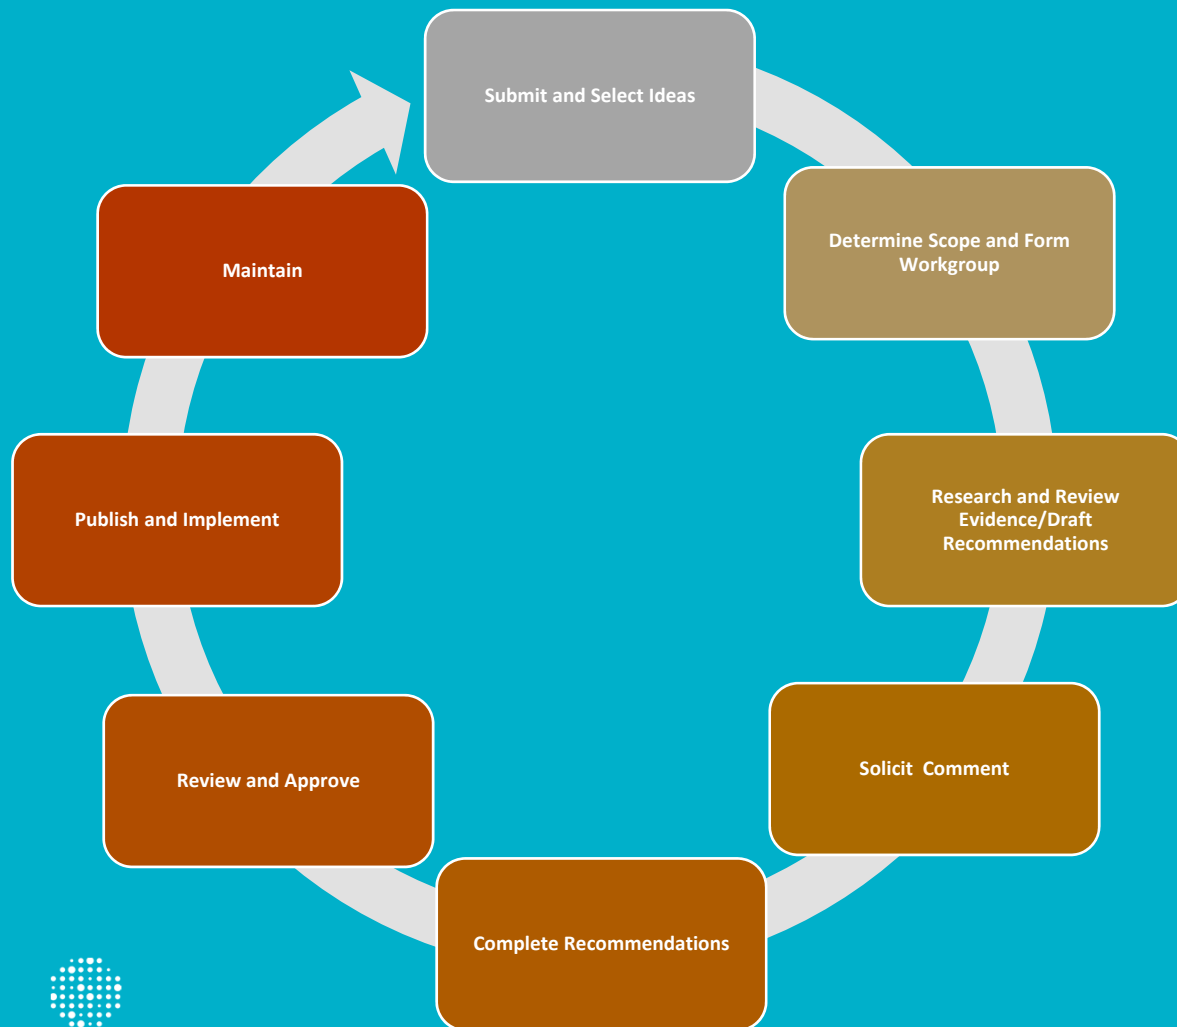 Submit and Select Ideas
Determine Scope and Form
Workgroup
Research and Review
Evidence/Draft
Recommendations
Solicit  Comment
Complete Recommendations
Review and Approve
Publish and Implement
Maintain